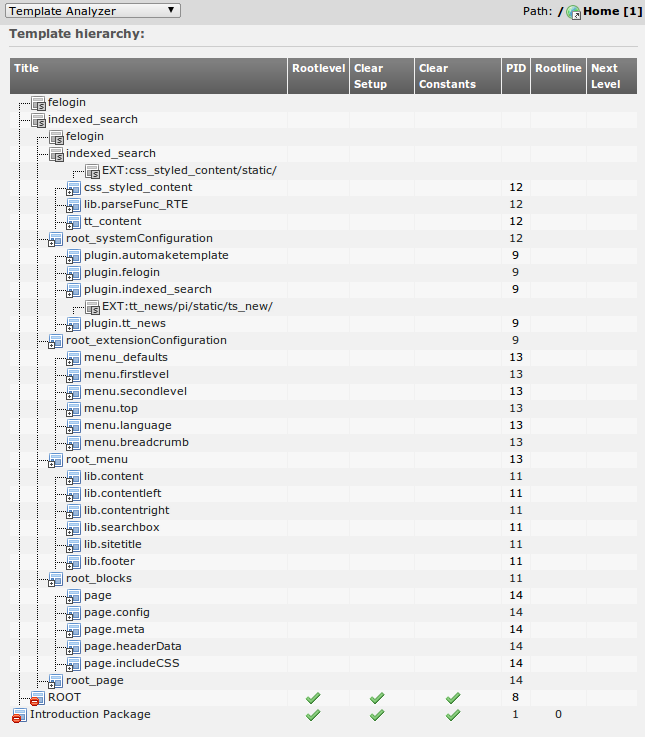 Template Analyzer
Path: / Home [1]
Template hierarchy:
Title Rootlevel Clear Setup Clear Constants PID Rootline Next Level
felogin
indexed_search
felogin
indexed_search
EXT:css_styled_content/static/
css_styled_content 12
lib.parseFunc_RTE 12
tt_content 12
root_systemConfiguration 12
plugin.automaketemplate 9
plugin.felogin 9
plugin.indexed_search 9
EXT:tt_news/pi/static/ts_new/
plugin.tt_news 9
root_extensionConfiguration 9
menu_defaults 13
menu.firstlevel 13
menu.secondlevel 13
menu.top 13
menu.language 13
menu.breadcrumb 13
root_menu 13
lib.content 11
lib.contentleft 11
lib.contentright 11
lib.searchbox 11
lib.sitetitle 11
lib.footer 11
root_blocks 11
page 14
page.config 14
page.meta 14
page.headerData 14
page.includeCSS 14
root_page 14
ROOT 8
Introduction Package 1 0